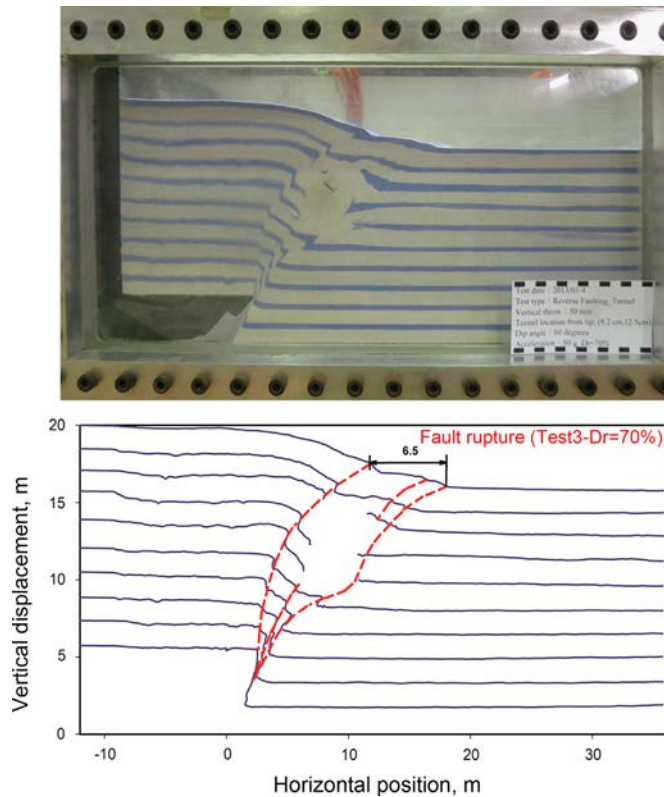 Test date : 2013/01/4
Test type : Reverse Faulting_Tunnel
Vertical throw : 50 mm
Tunnel location from tip: (9.2 cm,12.5cm)
Dip angle : 60 degrees
Acceleration : 80 g_Dr=70%
Fault rupture (Test3-Dr=70%)
6.5
20
15
10
5
0
Vertical displacement, m
-10
0
10
20
30
Horizontal position, m